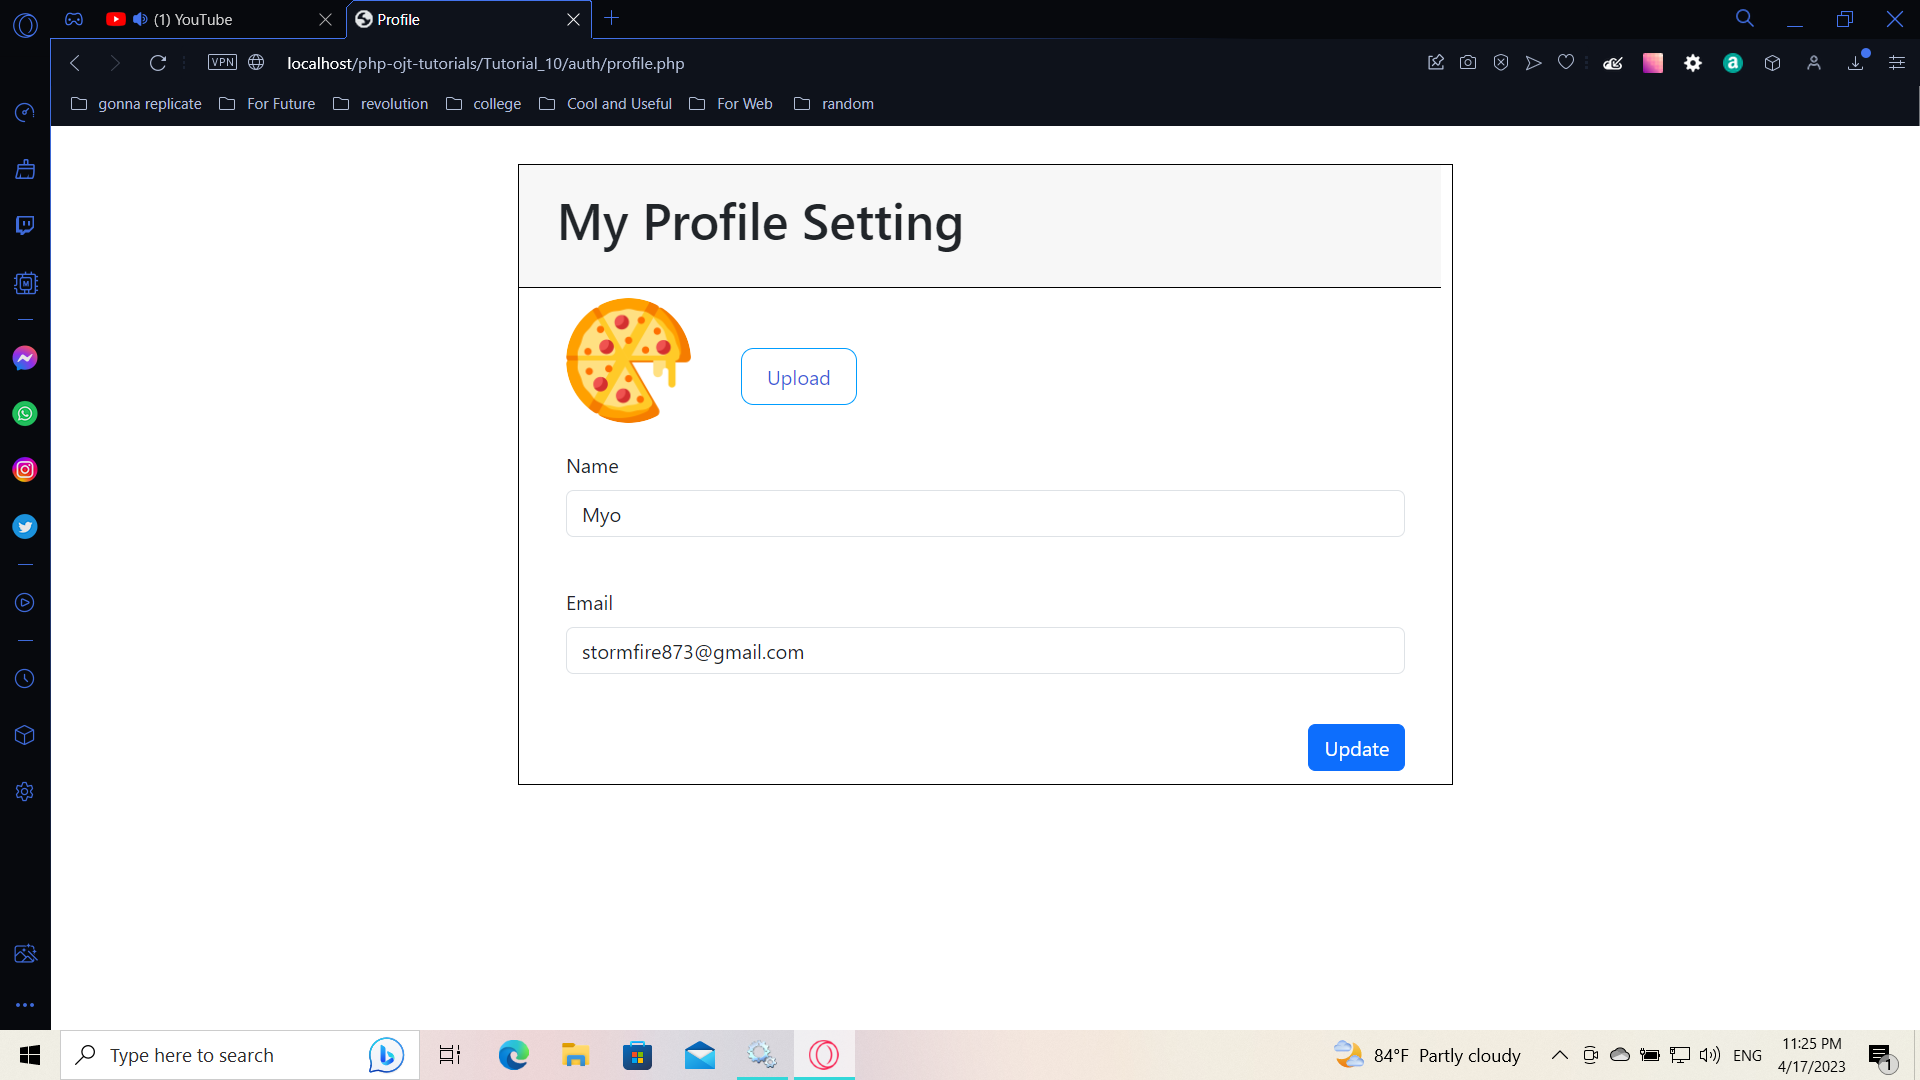 (1) YouTube
Profile
VPN
localhost/php-ojt-tutorials/Tutorial_10/auth/profile.php
a
gonna replicate
For Future
revolution
college
Cool and Useful
For Web
random
M
My Profile Setting
Upload
Name
Myo
Email
stormfire873@gmail.com
Update
Type here to search
84°F Partly cloudy
ENG
11:25 PM
4/17/2023
1